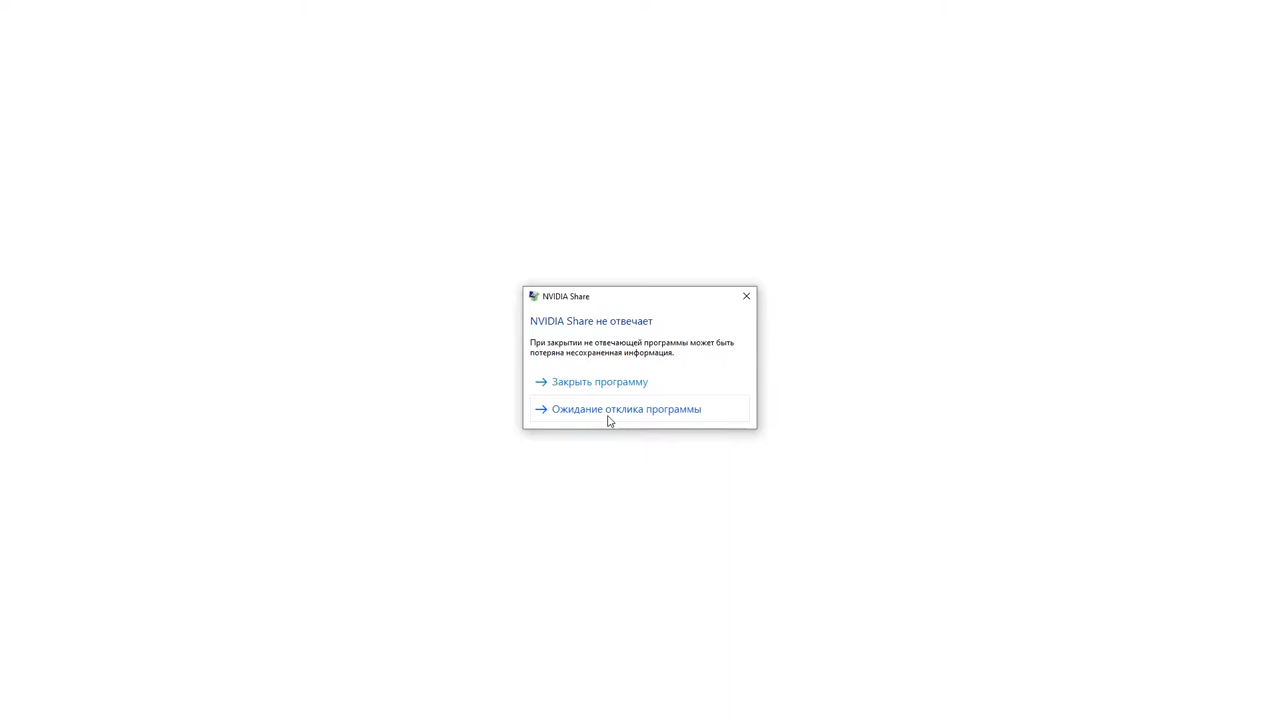 NVIDIA Share
NVIDIA Share не отвечает
При закрытии не отвечающей программы может быть
потеряна несохраненная информация.
Закрыть программу
Ожидание отклика программы